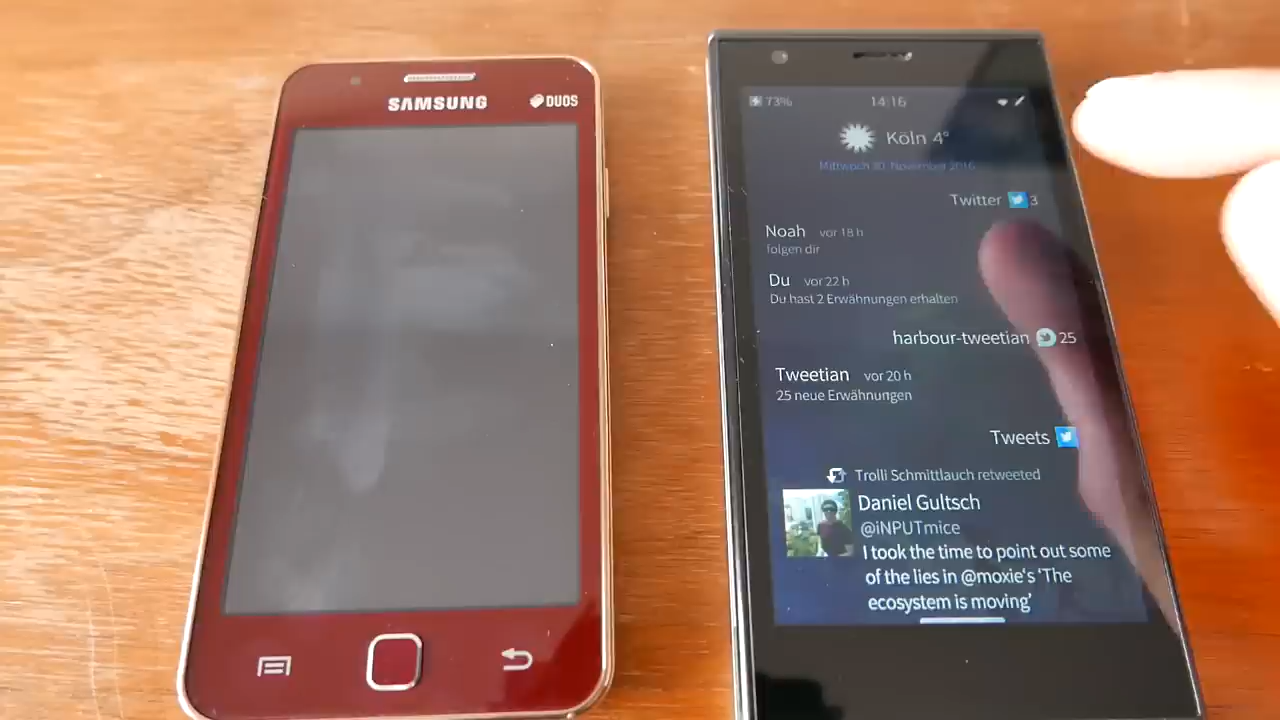 SAMSUNG
DUOS
73%
14:16
Köln 4°
Mittwoch 30. November 2016
Twitter 3
Noah vor 18 h
folgen dir
Du vor 22 h
Du hast 2 Erwähnungen erhalten
harbour-tweetian 25
Tweetian vor 20 h
25 neue Erwähnungen
Tweets
Trolli Schmittlauch retweeted
Daniel Gultsch
@iNPUTmice
I took the time to point out some
of the lies in @moxie's 'The
ecosystem is moving'